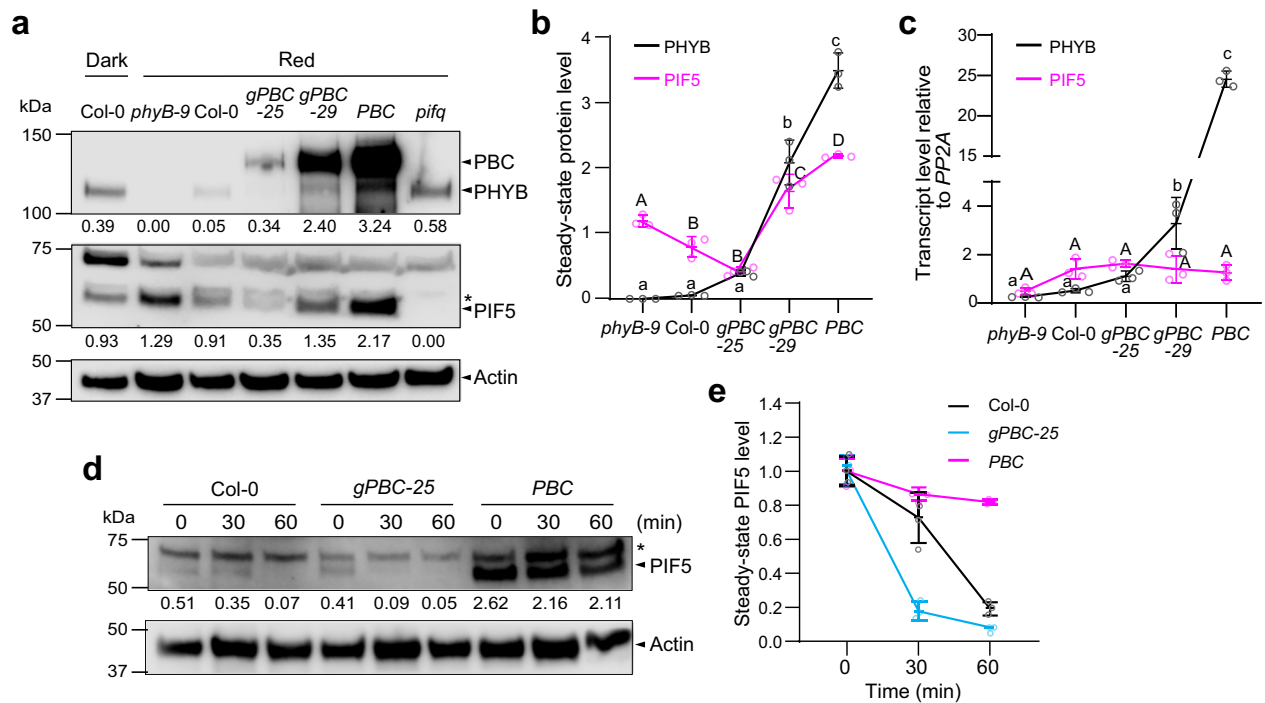 a
Dark
Red
kDa
Col-0
phyB-9
Col-0
gPBC
-25
gPBC
-29
PBC
pifq
150
PBC
PHYB
100
0.39
0.00
0.05
0.34
2.40
3.24
0.58
75
*
PIF5
50
0.93
1.29
0.91
0.35
1.35
2.17
0.00
50
Actin
37
b
PHYB
PIF5
Steady-state protein level
4
3
2
1
0
A
B
B
C
D
a
a
a
b
c
phyB-9
Col-0
gPBC
-25
gPBC
-29
PBC
c
PHYB
PIF5
Transcript level relative
to PP2A
30
25
20
15
4
2
0
a
A
A
a
A
a
b
A
c
A
phyB-9
Col-0
gPBC
-25
gPBC
-29
PBC
d
Col-0
gPBC-25
PBC
kDa
0
30
60
0
30
60
0
30
60
(min)
75
*
PIF5
50
0.51
0.35
0.07
0.41
0.09
0.05
2.62
2.16
2.11
50
Actin
37
e
Col-0
gPBC-25
PBC
Steady-state PIF5 level
1.4
1.2
1.0
0.8
0.6
0.4
0.2
0.0
0
30
60
Time (min)